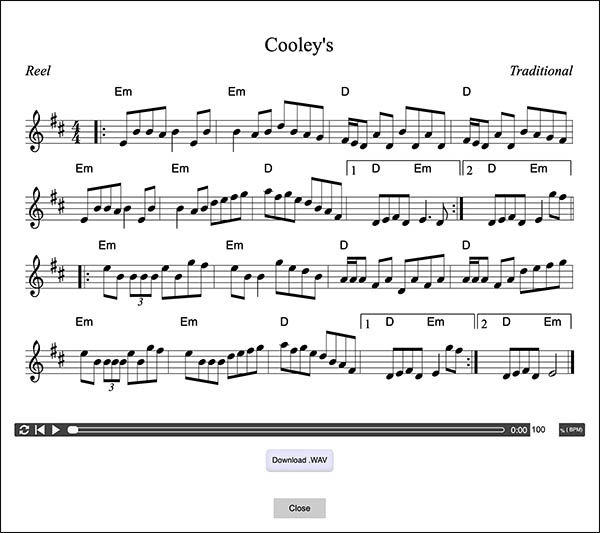 Cooley's
Reel Traditional
Em Em D D
4
4
Em Em D 1 D Em 2 D Em
Em Em D D
3
Em Em D 1 D Em 2 D Em
3
0:00 100 % ( BPM)
Download .WAV
Close